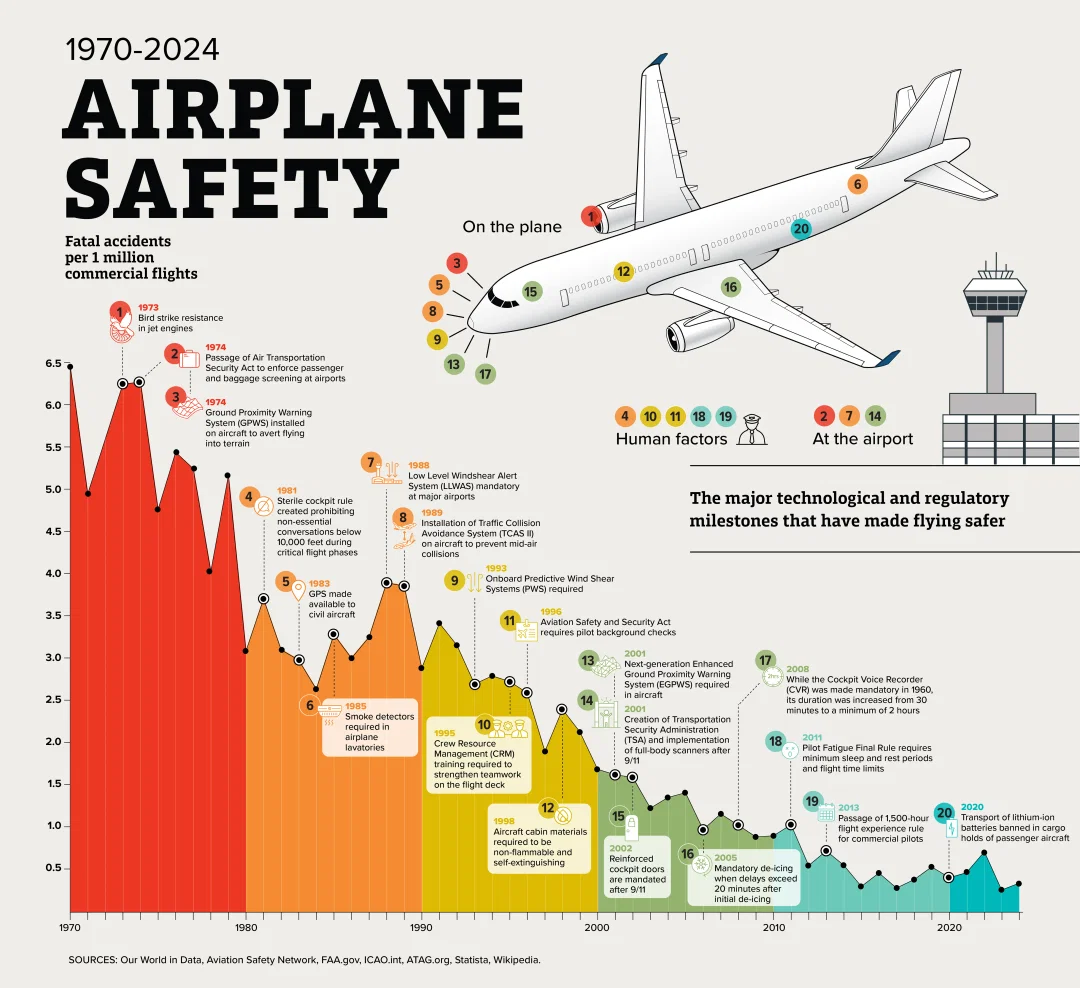 1970-2024
AIRPLANE
SAFETY
Fatal accidents
per 1 million
commercial flights
On the plane
1
3
5
8
9
13
17
15
12
16
20
6
4
10
11
18
19
Human factors
2
7
14
At the airport
The major technological and regulatory
milestones that have made flying safer
1
1973
Bird strike resistance
in jet engines
2
1974
Passage of Air Transportation
Security Act to enforce passenger
and baggage screening at airports
3
1974
Ground Proximity Warning
System (GPWS) installed
on aircraft to avert flying
into terrain
4
1981
Sterile cockpit rule
created prohibiting
non-essential
conversations below
10,000 feet during
critical flight phases
5
1983
GPS made
available to
civil aircraft
6
1985
Smoke detectors
required in
airplane
lavatories
7
1988
Low Level Windshear Alert
System (LLWAS) mandatory
at major airports
8
1989
Installation of Traffic Collision
Avoidance System (TCAS II)
on aircraft to prevent mid-air
collisions
9
1993
Onboard Predictive Wind Shear
Systems (PWS) required
10
1995
Crew Resource
Management (CRM)
training required to
strengthen teamwork
on the flight deck
11
1996
Aviation Safety and Security Act
requires pilot background checks
12
1998
Aircraft cabin materials
required to be
non-flammable and
self-extinguishing
13
2001
Next-generation Enhanced
Ground Proximity Warning
System (EGPWS) required
in aircraft
14
2001
Creation of Transportation
Security Administration
(TSA) and implementation
of full-body scanners after
9/11
15
2002
Reinforced
cockpit doors
are mandated
after 9/11
16
2005
Mandatory de-icing
when delays exceed
20 minutes after
initial de-icing
17
2hrs
2008
While the Cockpit Voice Recorder
(CVR) was made mandatory in 1960,
its duration was increased from 30
minutes to a minimum of 2 hours
18
2011
Pilot Fatigue Final Rule requires
minimum sleep and rest periods
and flight time limits
19
2013
Passage of 1,500-hour
flight experience rule
for commercial pilots
20
2020
Transport of lithium-ion
batteries banned in cargo
holds of passenger aircraft
6.5
6.0
5.5
5.0
4.5
4.0
3.5
3.0
2.5
2.0
1.5
1.0
0.5
1970
1980
1990
2000
2010
2020
SOURCES: Our World in Data, Aviation Safety Network, FAA.gov, ICAO.int, ATAG.org, Statista, Wikipedia.